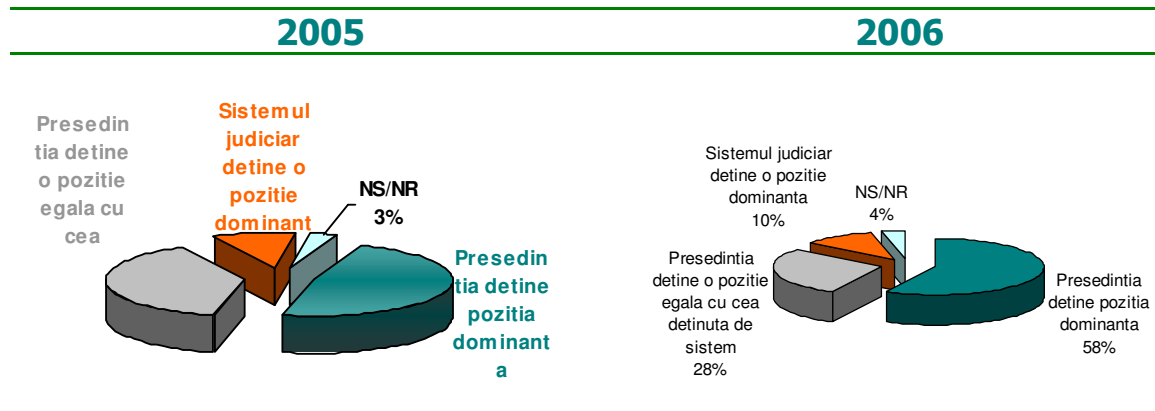 2005
2006
Presedin
tia detine
o pozitie
egala cu
cea
Sistemul
judiciar
detine o
pozitie
dominant
NS/NR
3%
Presedin
tia detine
pozitia
dominant
a
Sistemul judiciar
detine o pozitie
dominanta
10%
NS/NR
4%
Presedintia
detine o pozitie
egala cu cea
detinuta de
sistem
28%
Presedintia
detine pozitia
dominanta
58%